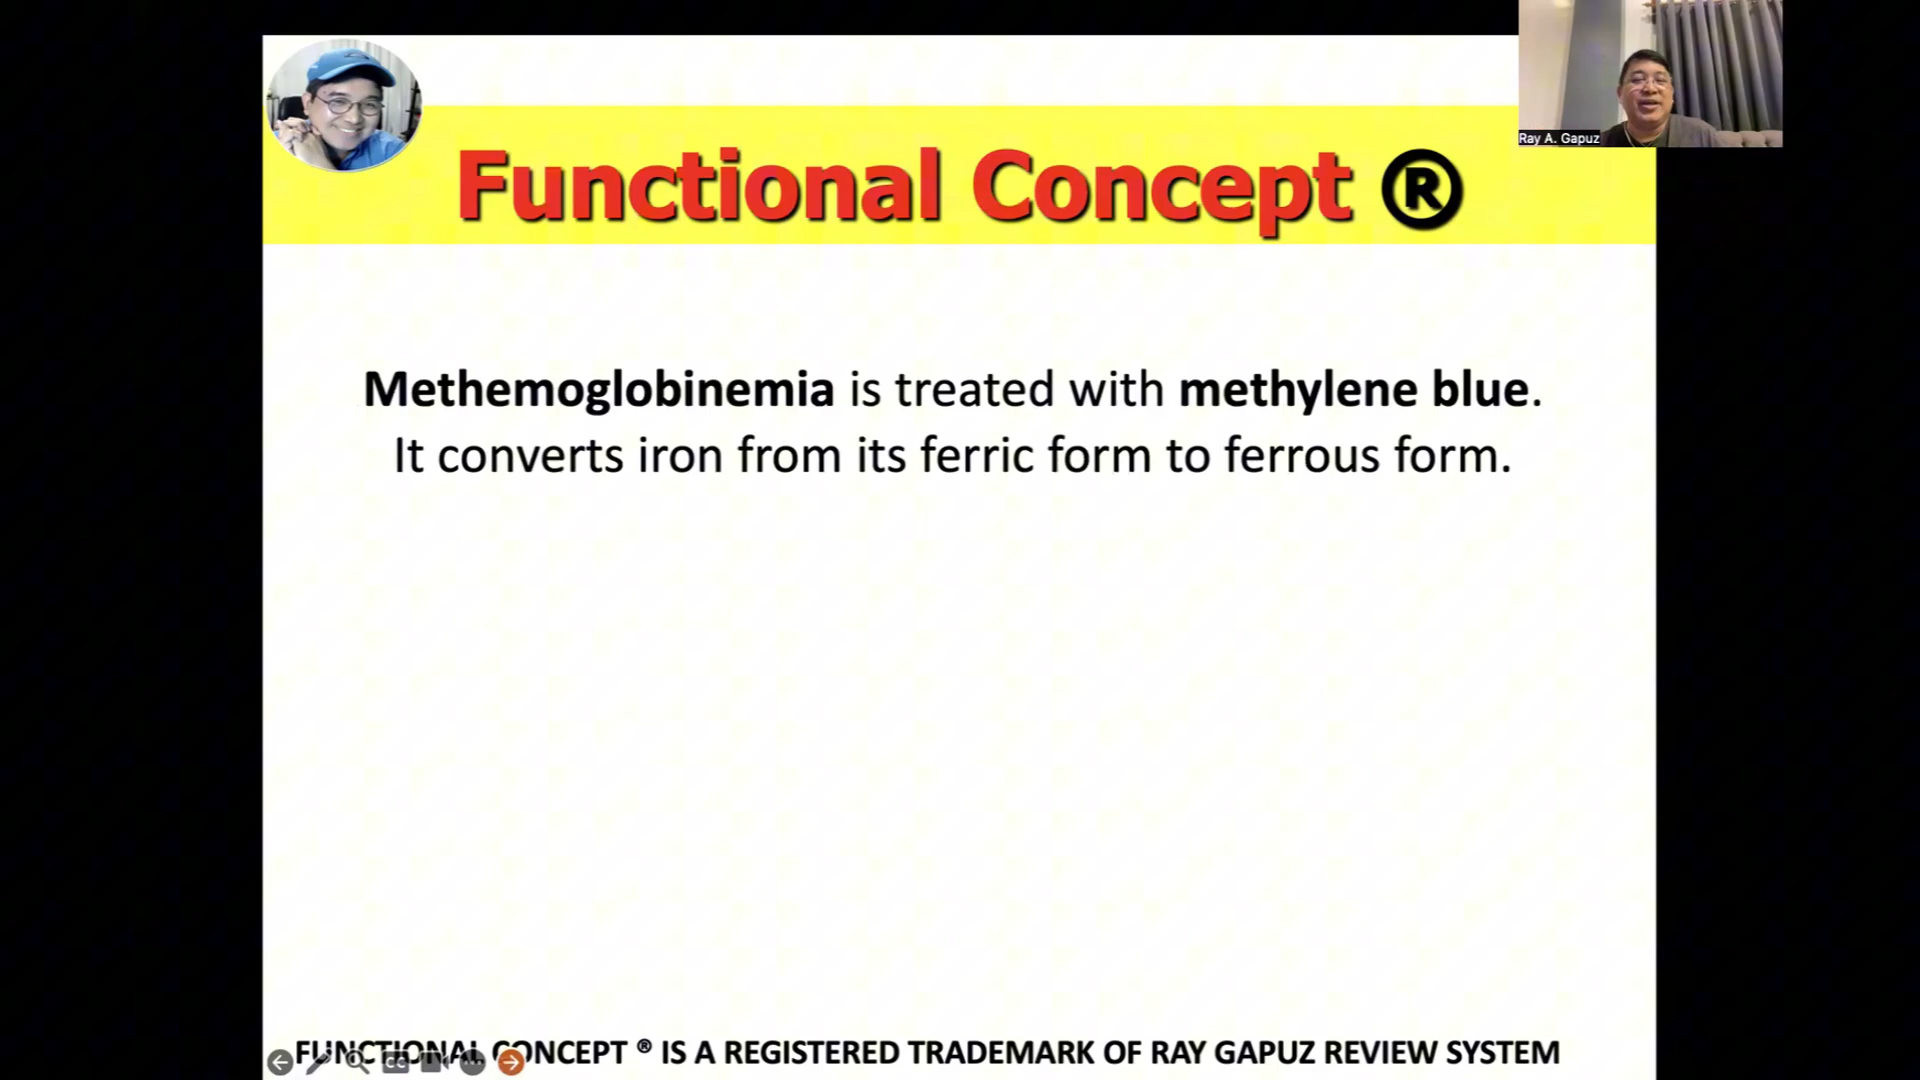 Ray A. Gapuz
Functional Concept ®
Methemoglobinemia is treated with methylene blue.
It converts iron from its ferric form to ferrous form.
FUNCTIONAL CONCEPT ® IS A REGISTERED TRADEMARK OF RAY GAPUZ REVIEW SYSTEM
CC